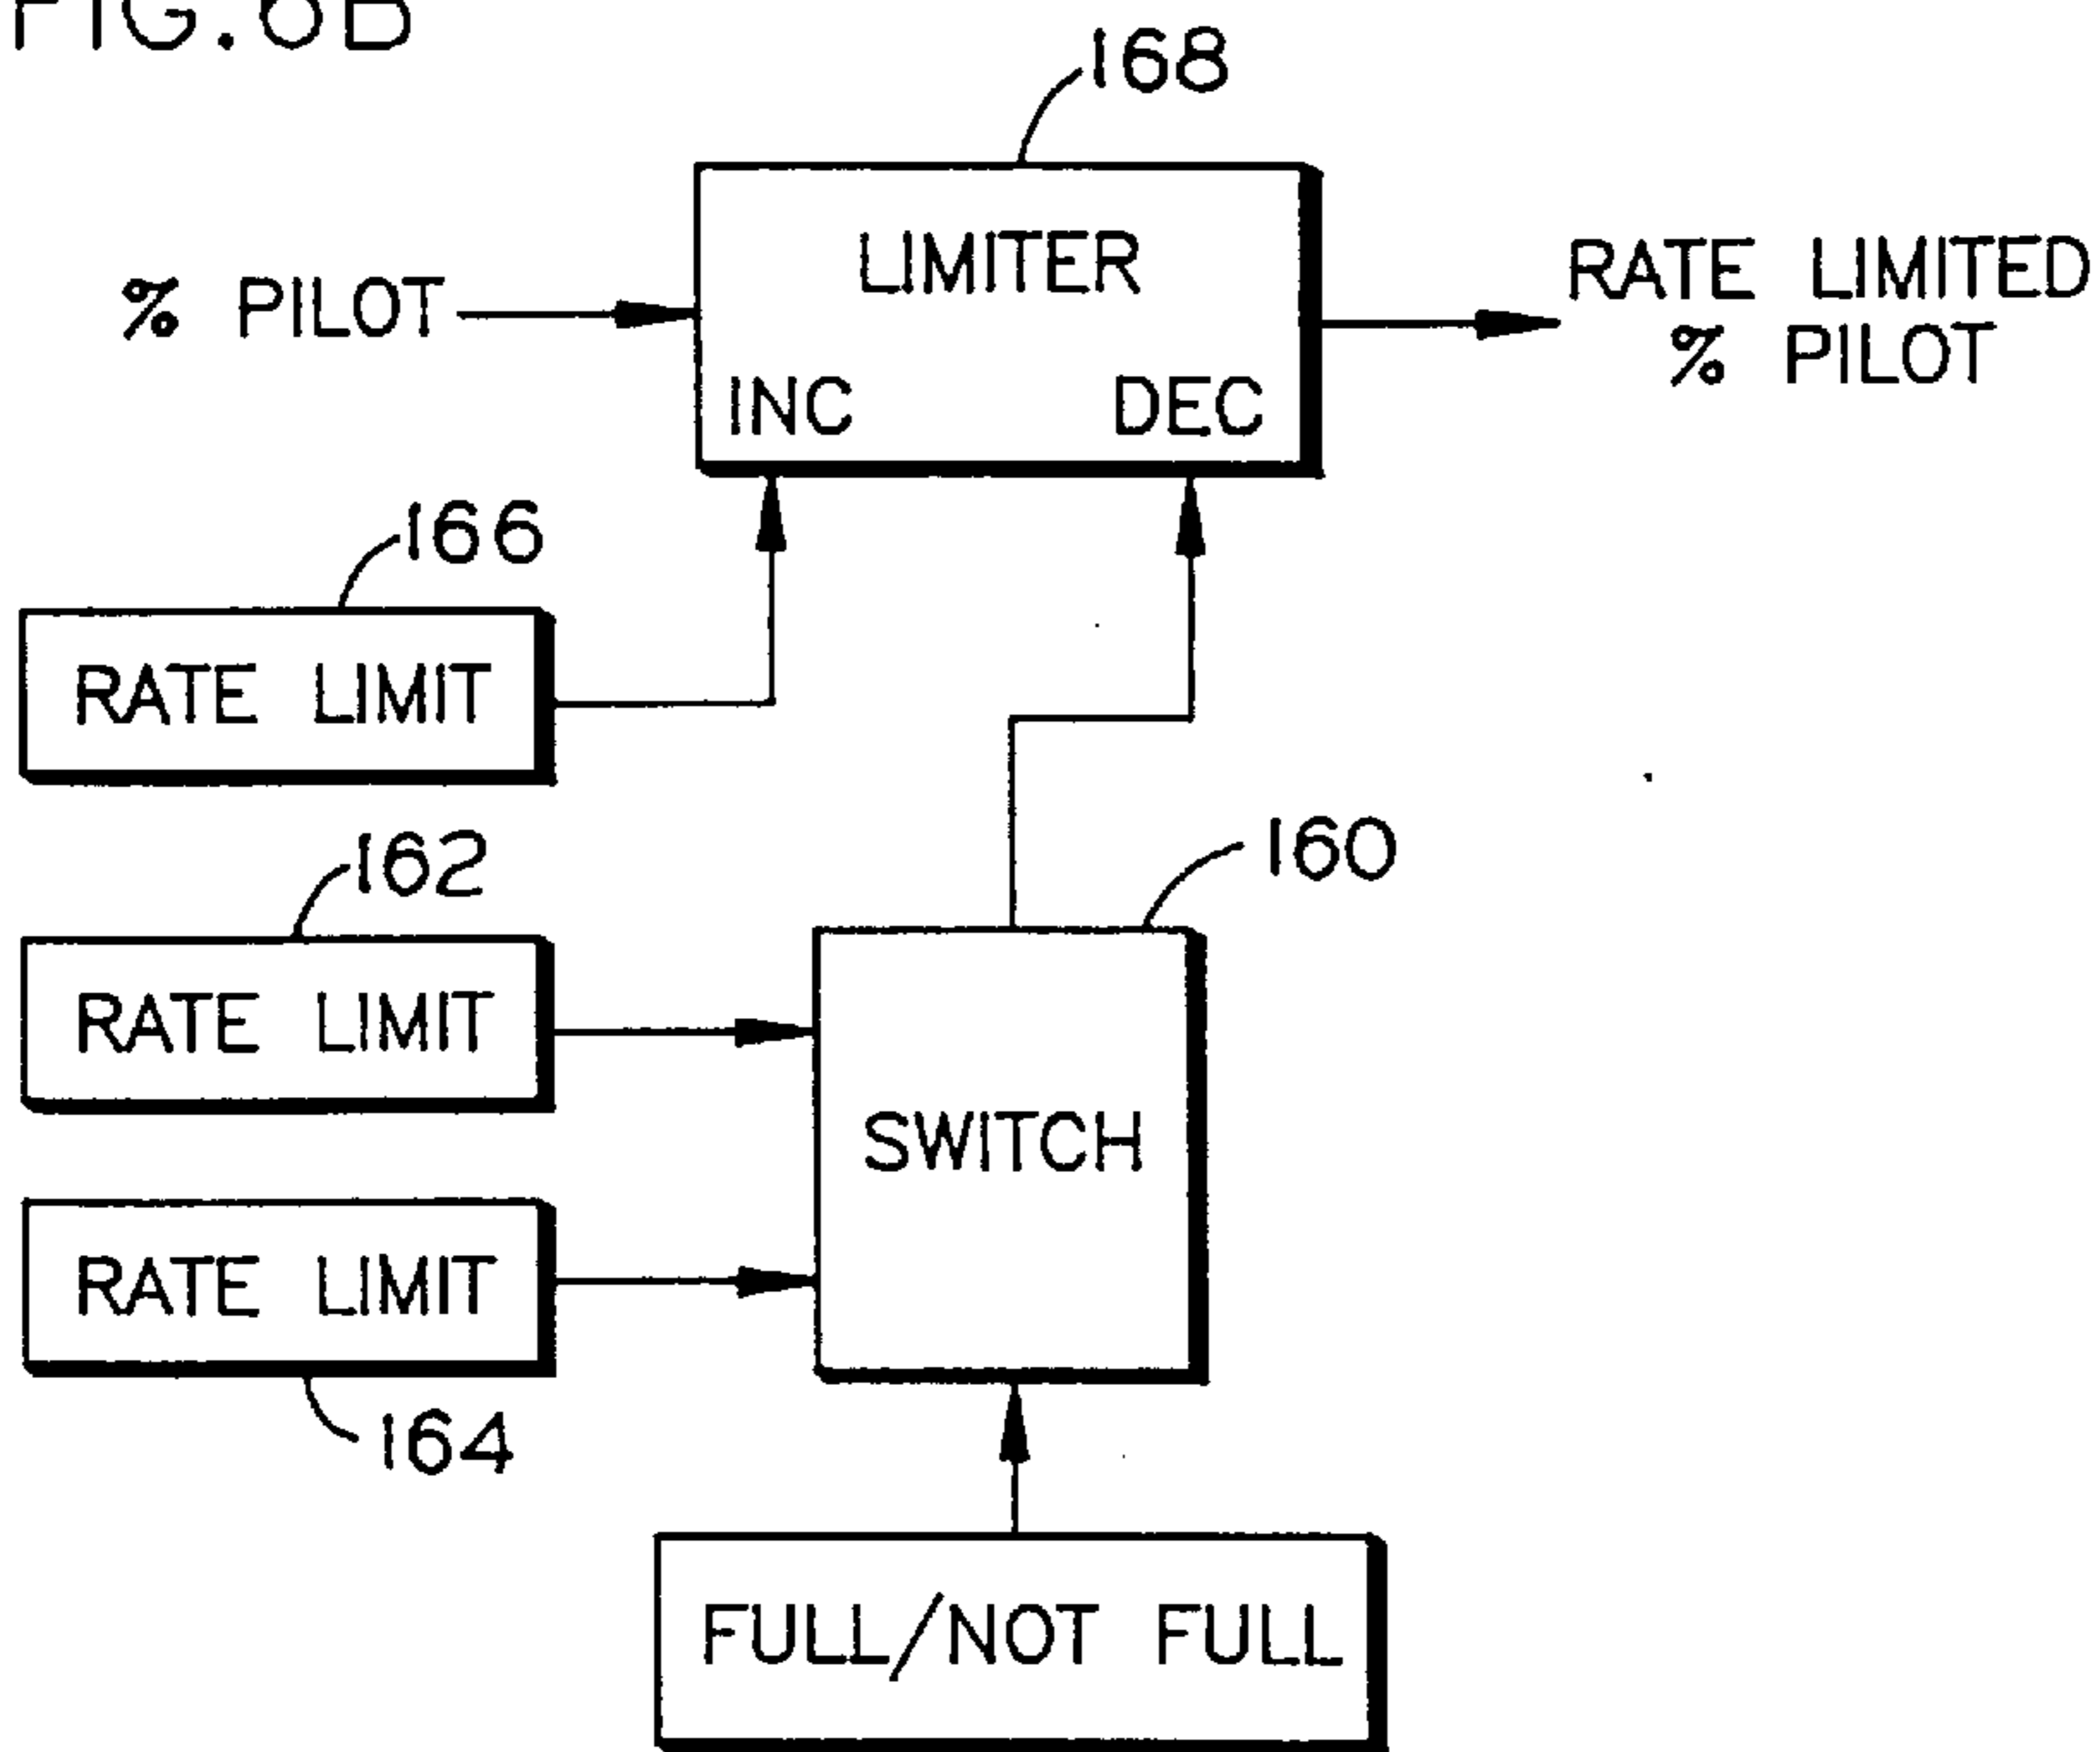 FIG.6B
168
LIMITER
% PILOT
RATE LIMITED
% PILOT
INC DEC
166
RATE LIMIT
162
160
RATE LIMIT
SWITCH
RATE LIMIT
164
FULL/NOT FULL